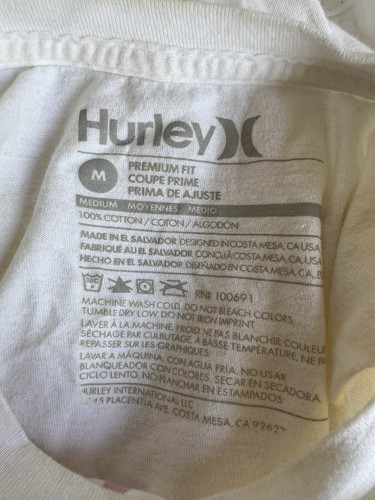 Hurley
M
PREMIUM FIT
COUPE PRIME
PRIMA DE AJUSTE
MEDIUM MOYENNES MEDIO
100% COTTON / COTON / ALGODÓN
MADE IN EL SALVADOR DESIGNED IN COSTA MESA, CA, USA
FABRIQUÉ AU EL SALVADOR CONÇU À COSTA MESA, CA,
HECHO EN EL SALVADOR DISEÑADO EN COSTA MESA, CA,
30C
RN# 100691
MACHINE WASH COLD. DO NOT BLEACH COLORS.
TUMBLE DRY LOW. DO NOT IRON IMPRINT
LAVER À LA MACHINE, FROID NE PAS BLANCHIR COULEU
SÉCHAGE PAR CULBUTAGE À BASSE TEMPÉRATURE, NE PA
REPASSER SUR LES GRAPHIQUES
LAVAR A MÁQUINA, CON AGUA FRÍA. NO USAR
BLANQUEADOR CON COLORES. SECAR EN SECADORA,
CICLO LENTO. NO PLANCHAR EN ESTAMPADOS
HURLEY INTERNATIONAL LLC
PLACENTIA AVE. COSTA MESA, CA 92627